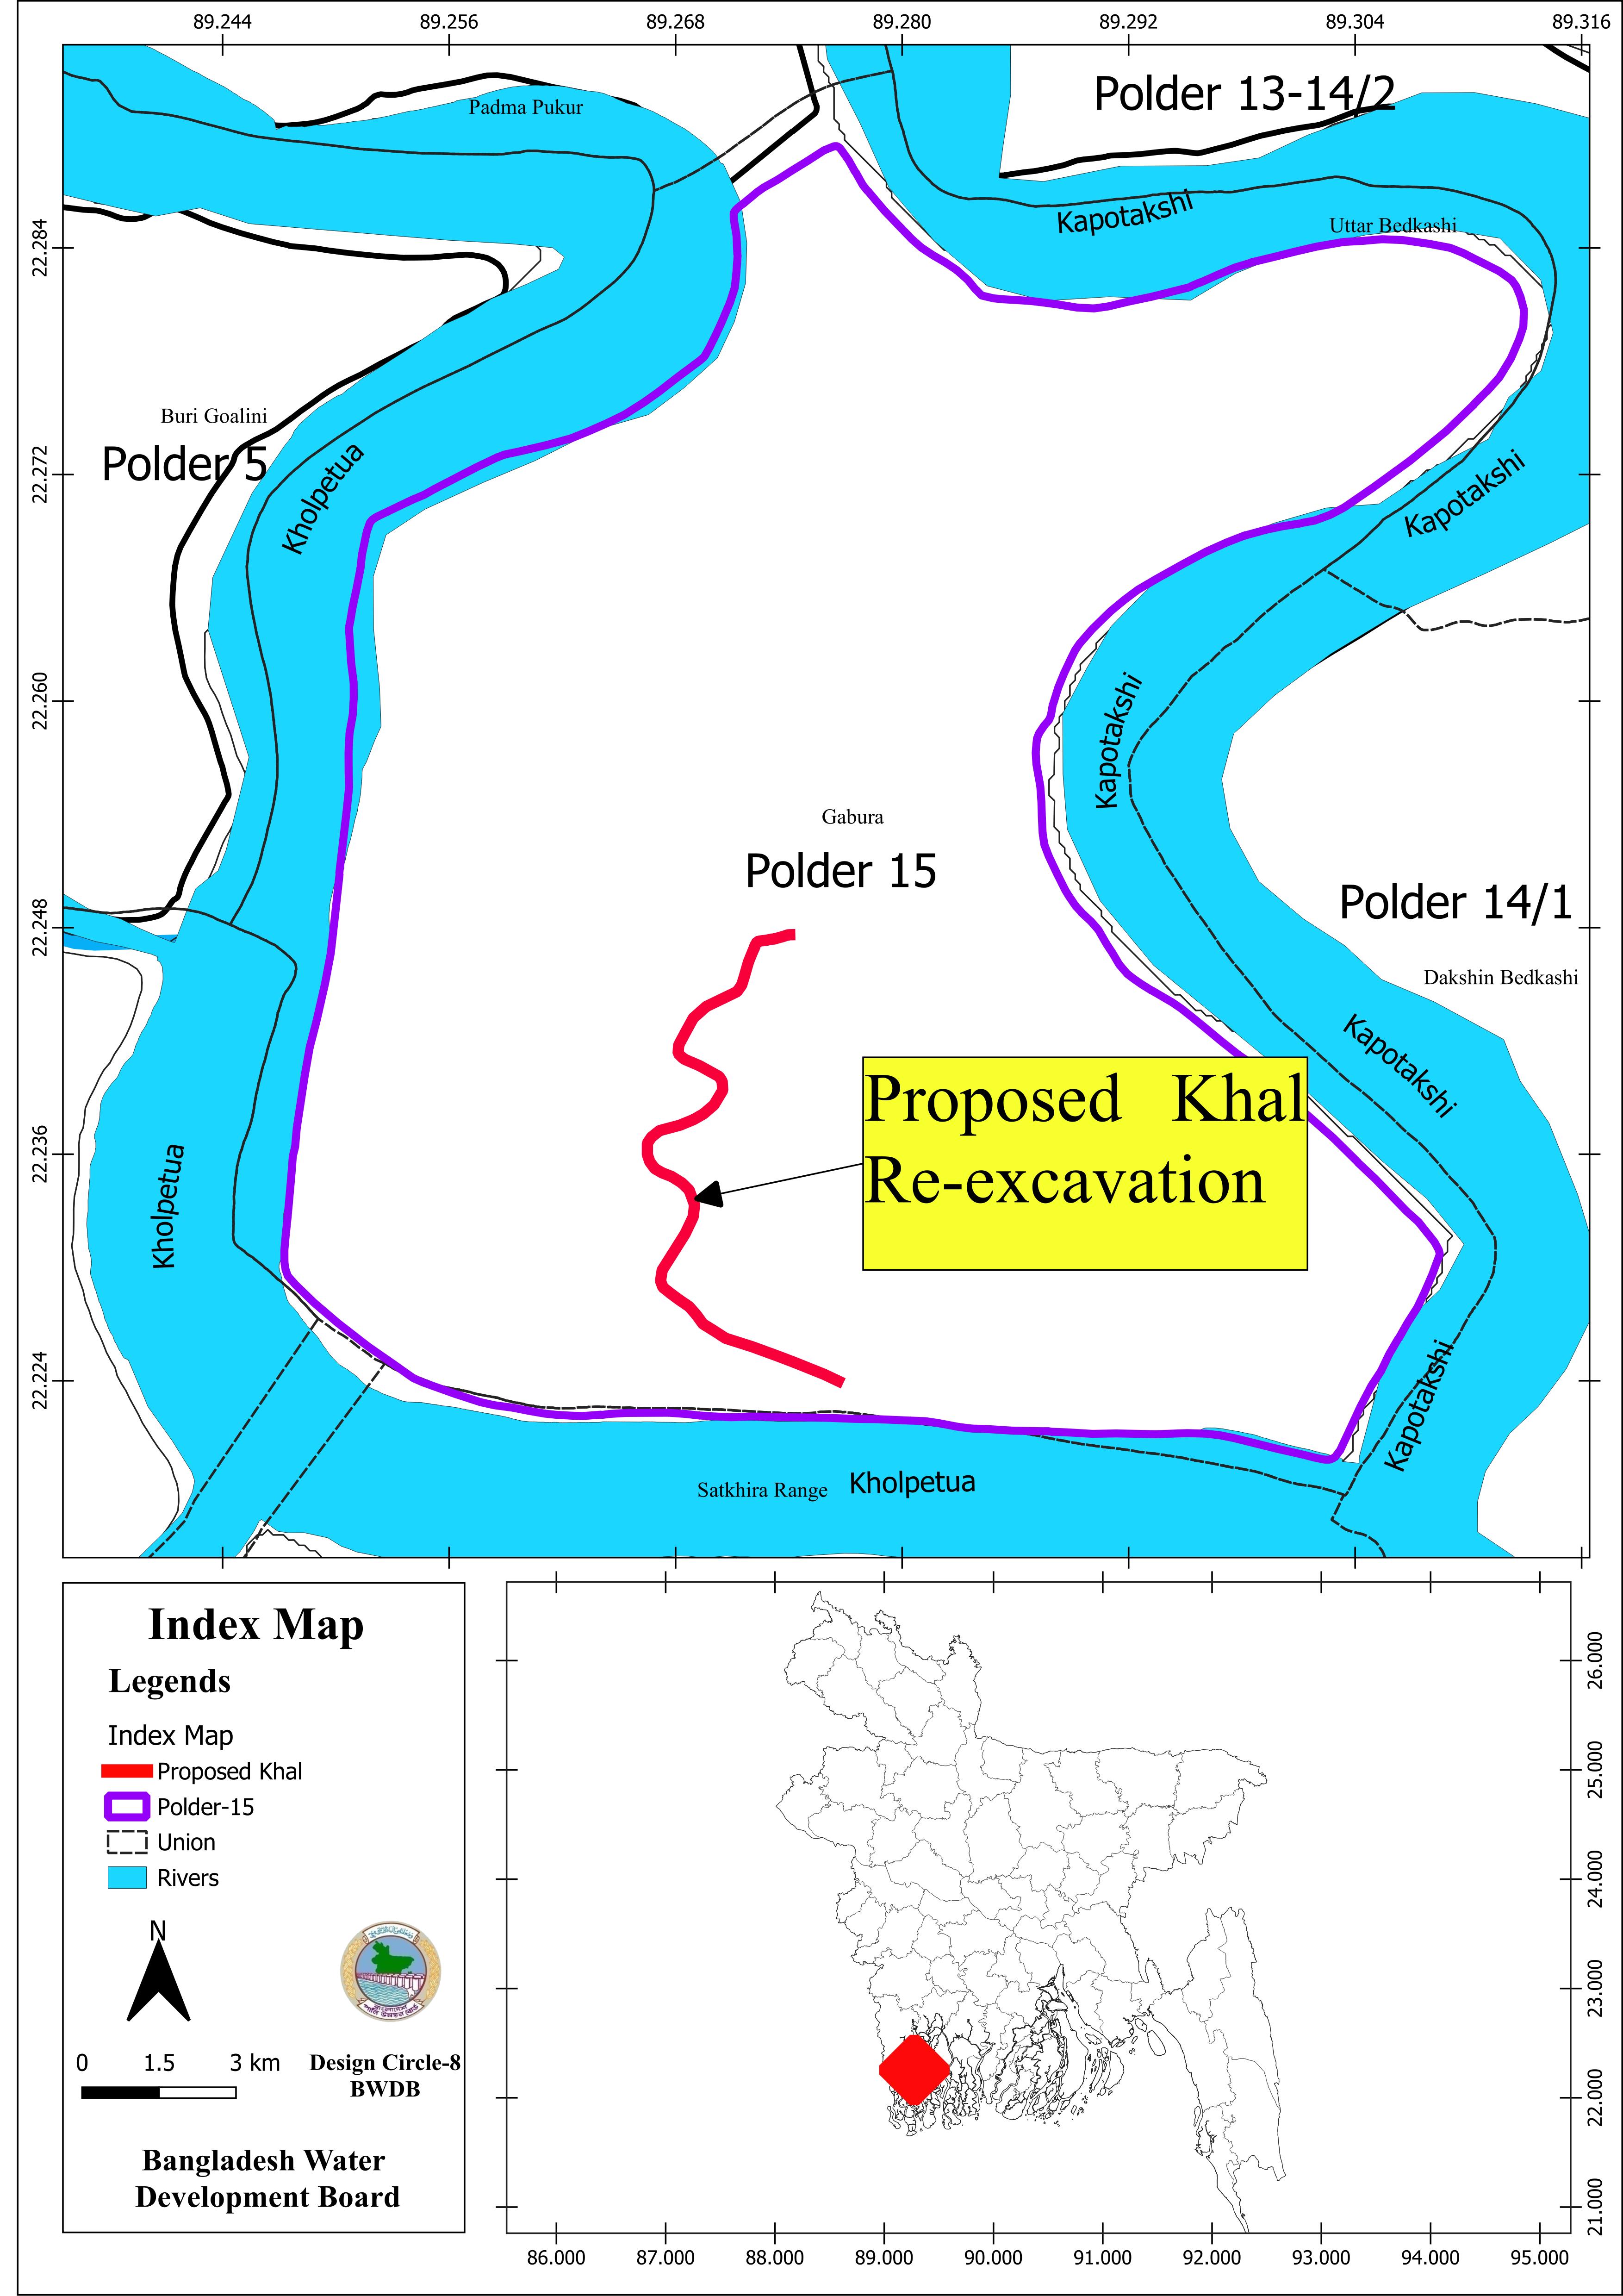 89.244 89.256 89.268 89.280 89.292 89.304 89.316
Polder 13-14/2
Padma Pukur
Kapotakshi
Uttar Bedkashi
22.284
Buri Goalini
Polder 5
22.272
Kholpetua
Kapotakshi
22.260
Kapotakshi
Gabura
Polder 15
Polder 14/1
22.248
Dakshin Bedkashi
Kapotakshi
Proposed Khal
Re-excavation
22.236
Kholpetua
22.224
Kapotakshi
Satkhira Range Kholpetua
Index Map
Legends
Index Map
Proposed Khal
Polder-15
Union
Rivers
N
0 1.5 3 km
Design Circle-8
BWDB
Bangladesh Water
Development Board
26.000
25.000
24.000
23.000
22.000
21.000
86.000 87.000 88.000 89.000 90.000 91.000 92.000 93.000 94.000 95.000